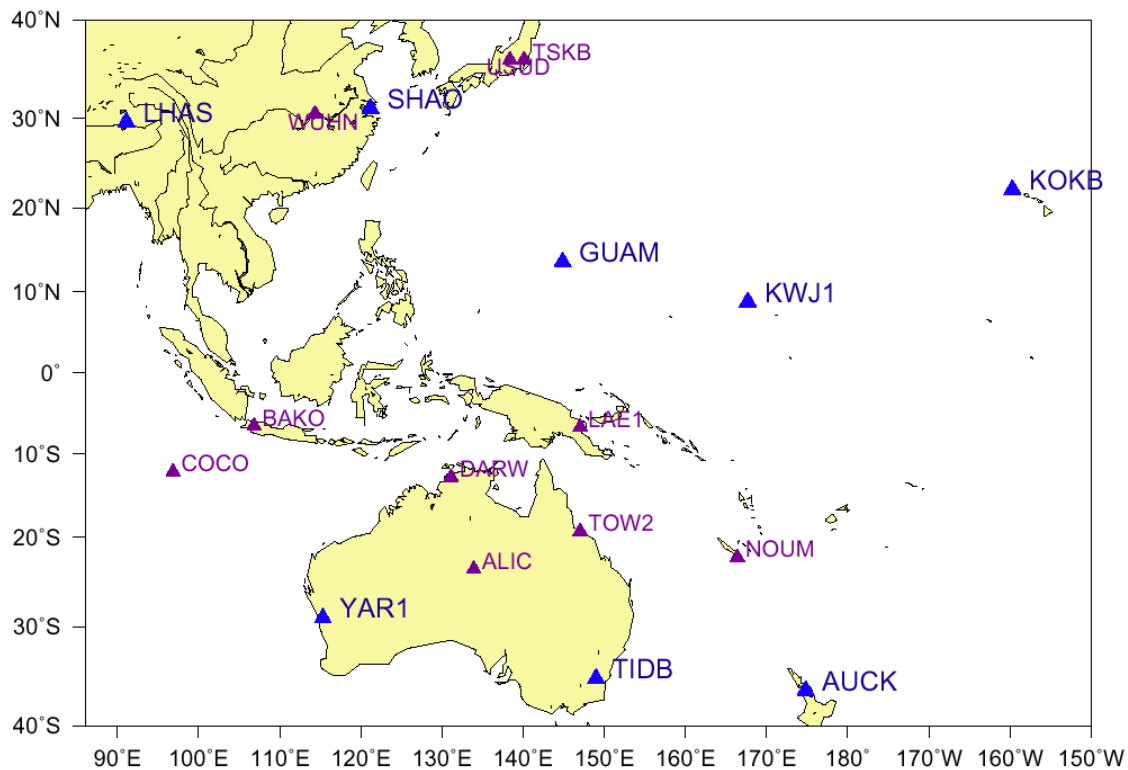 40°N
TSKB
USUD
SHAO
LHAS
30°N
WUHN
KOKB
20°N
GUAM
10°N
KWJ1
0°
BAKO
LAE1
10°S
COCO
DARW
TOW2
20°S
NOUM
ALIC
YAR1
30°S
TIDB
AUCK
40°S
90°E 100°E 110°E 120°E 130°E 140°E 150°E 160°E 170°E 180° 170°W 160°W 150°W